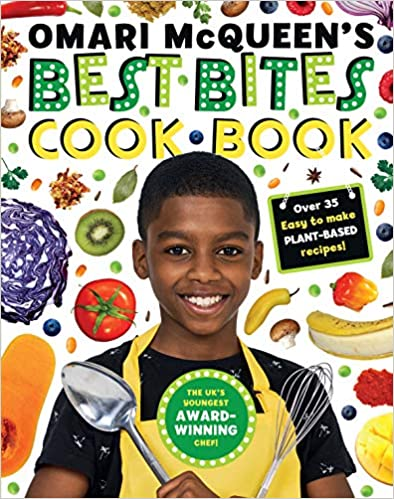 OMARI McQUEEN'S
BEST BITES
COOK BOOK
Over 35
Easy to make
PLANT-BASED
recipes!
THE UK'S
YOUNGEST
AWARD-
WINNING
CHEF!